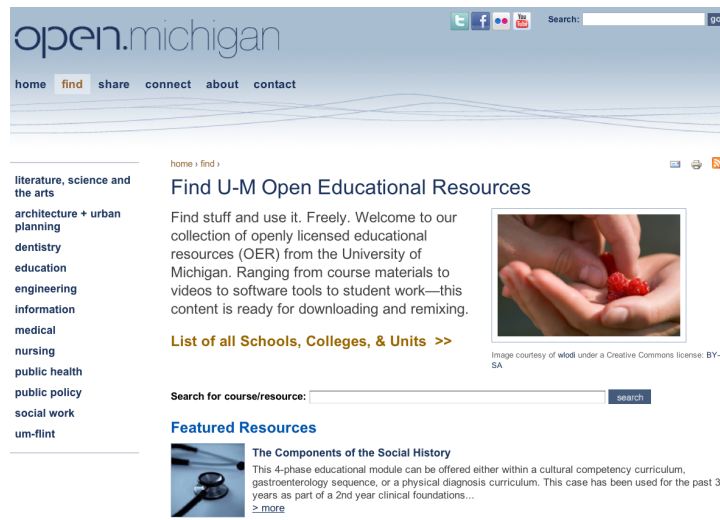 open.michigan
You Tube
Search:
go
home find share connect about contact
home › find ›
literature, science and
the arts
architecture + urban
planning
dentistry
education
engineering
information
medical
nursing
public health
public policy
social work
um-flint
Find U-M Open Educational Resources
Find stuff and use it. Freely. Welcome to our
collection of openly licensed educational
resources (OER) from the University of
Michigan. Ranging from course materials to
videos to software tools to student work—this
content is ready for downloading and remixing.
List of all Schools, Colleges, & Units >>
Image courtesy of wlodi under a Creative Commons license: BY-
SA
Search for course/resource:
search
Featured Resources
The Components of the Social History
This 4-phase educational module can be offered either within a cultural competency curriculum,
gastroenterology sequence, or a physical diagnosis curriculum. This case has been used for the past 3
years as part of a 2nd year clinical foundations...
> more